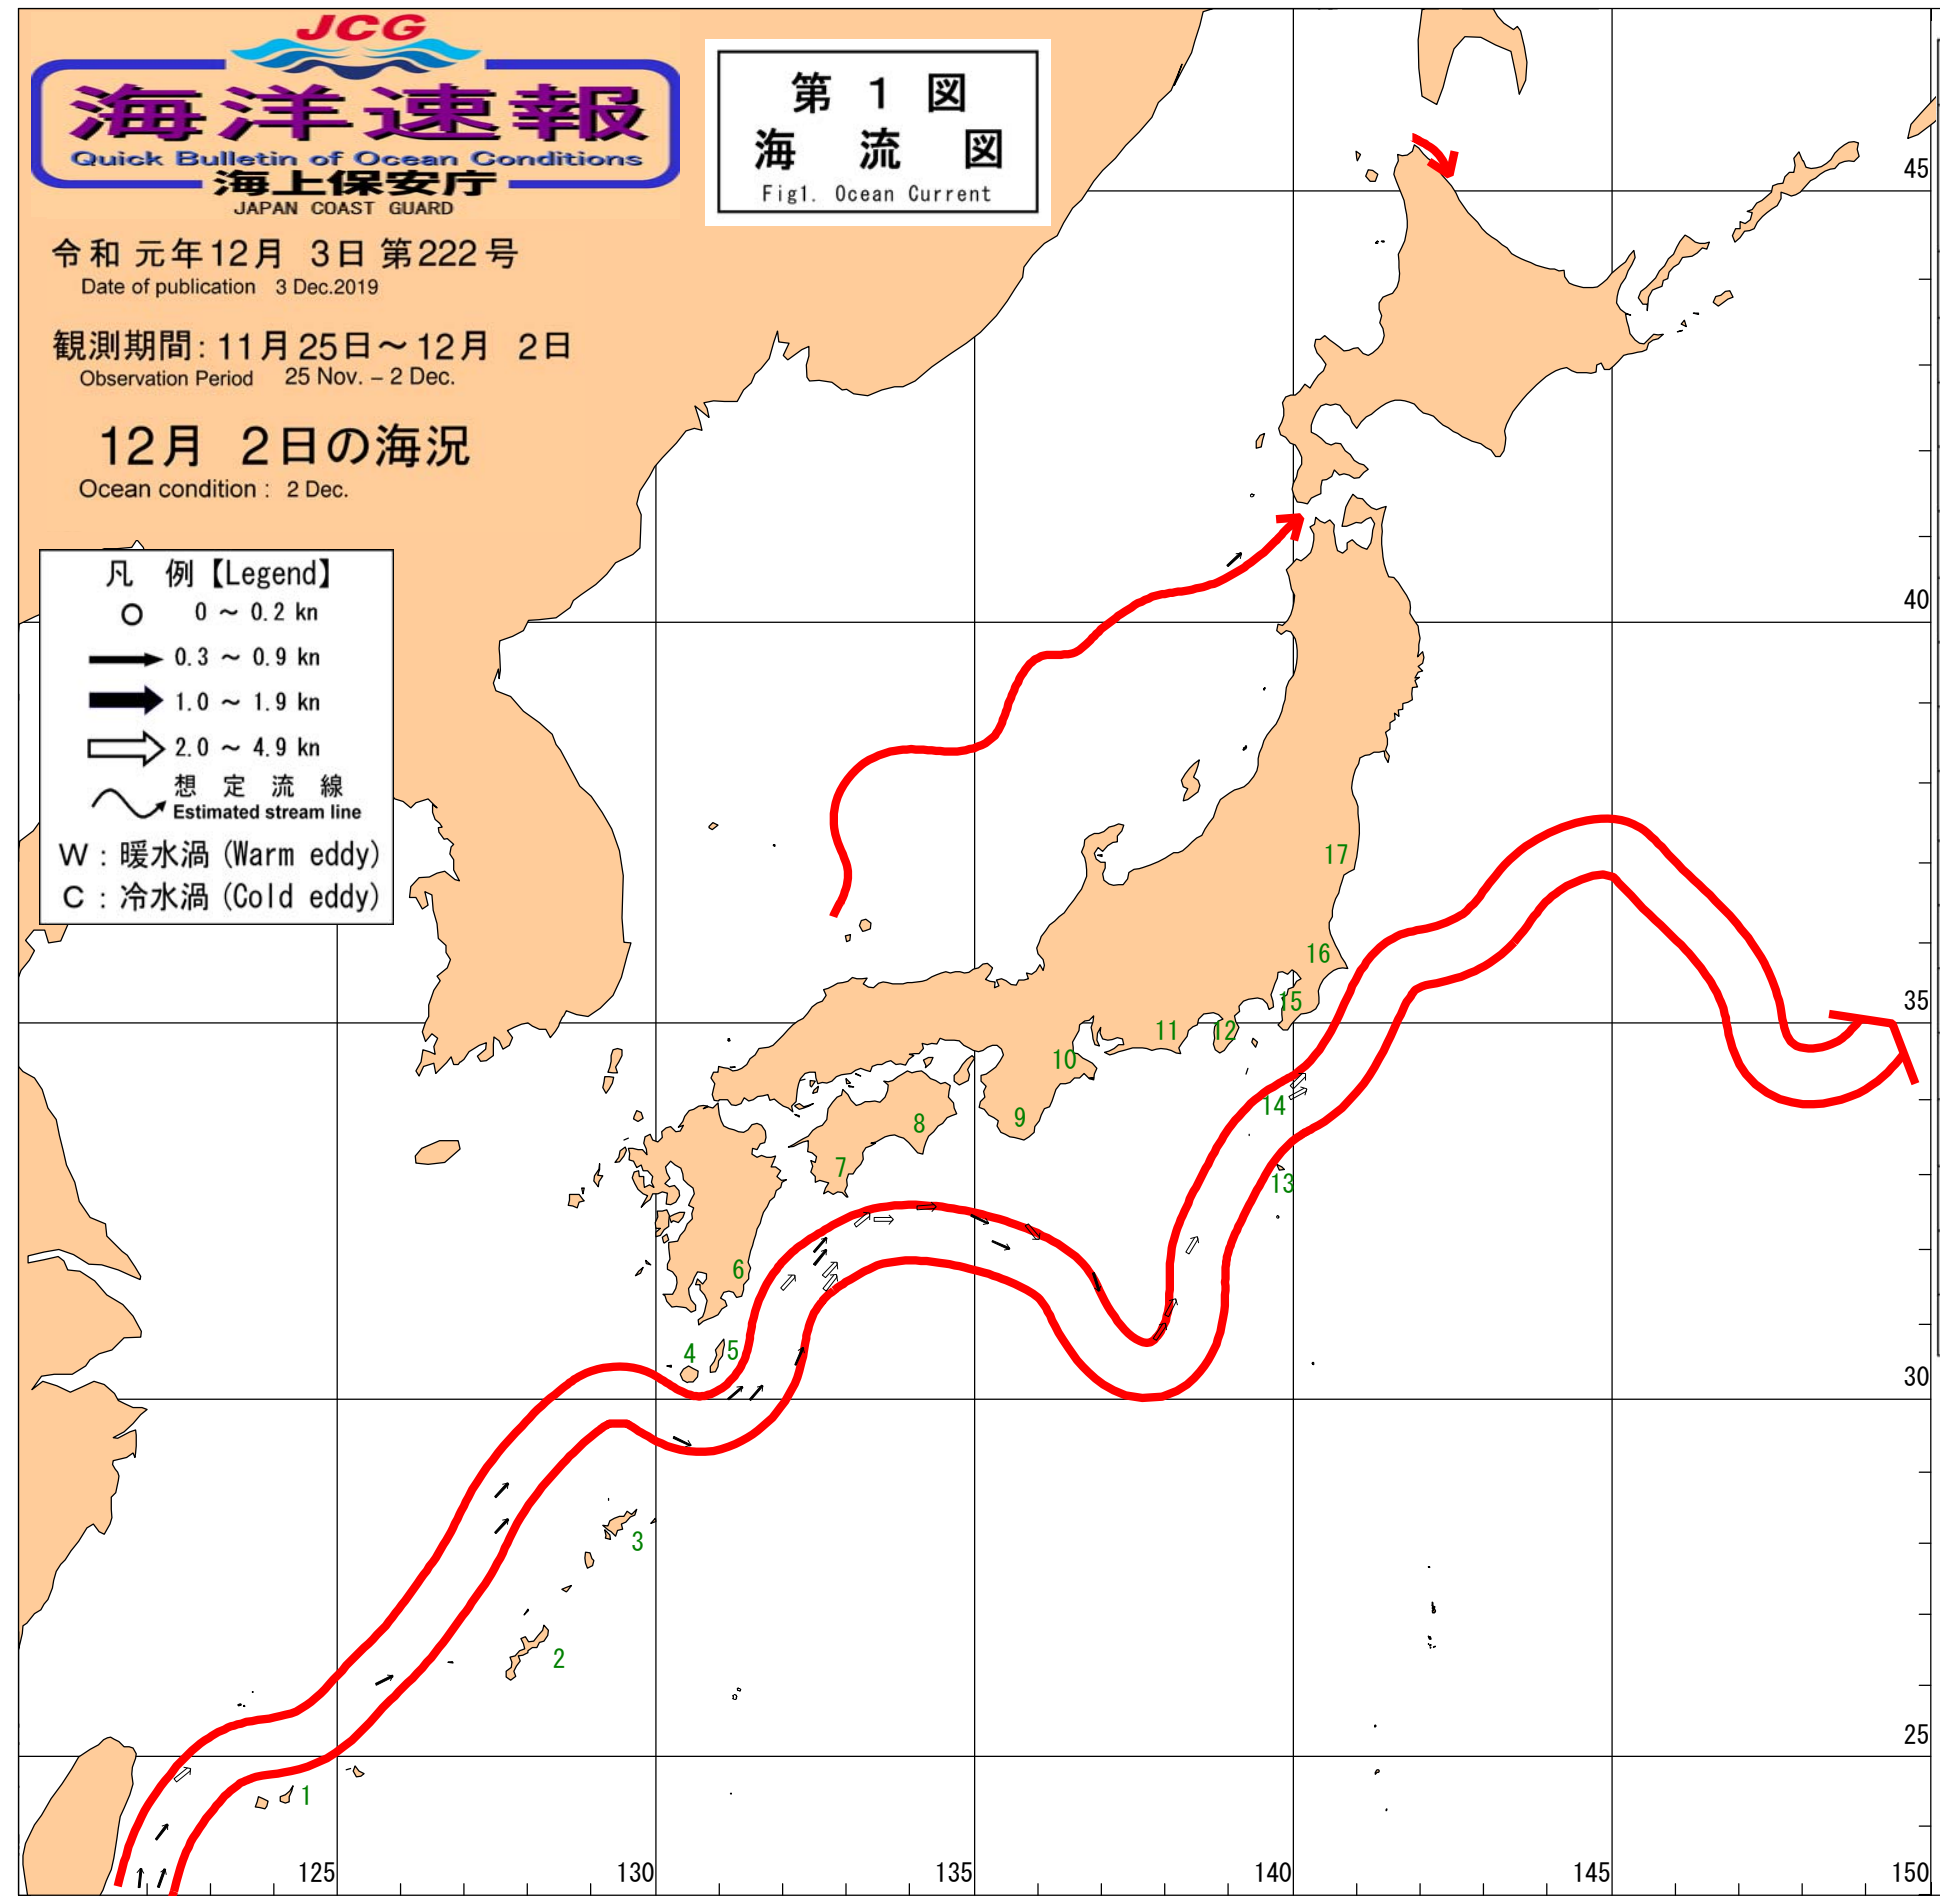 JCG
海洋速報
Quick Bulletin of Ocean Conditions
海上保安庁
JAPAN COAST GUARD
令和 元年12月 3日 第222号
Date of publication 3 Dec.2019
観測期間: 11月25日～12月 2日
Observation Period 25 Nov. – 2 Dec.
12月 2日の海況
Ocean condition : 2 Dec.
第 1 図
海 流 図
Fig1. Ocean Current
凡 例【Legend】
0 ～ 0.2 kn
0.3 ～ 0.9 kn
1.0 ～ 1.9 kn
2.0 ～ 4.9 kn
想 定 流 線
Estimated stream line
W : 暖水渦 (Warm eddy)
C : 冷水渦 (Cold eddy)
45
40
17
16
35
15
11
12
10
14
9
8
7
13
6
5
4
30
3
2
25
1
125
130
135
140
145
150